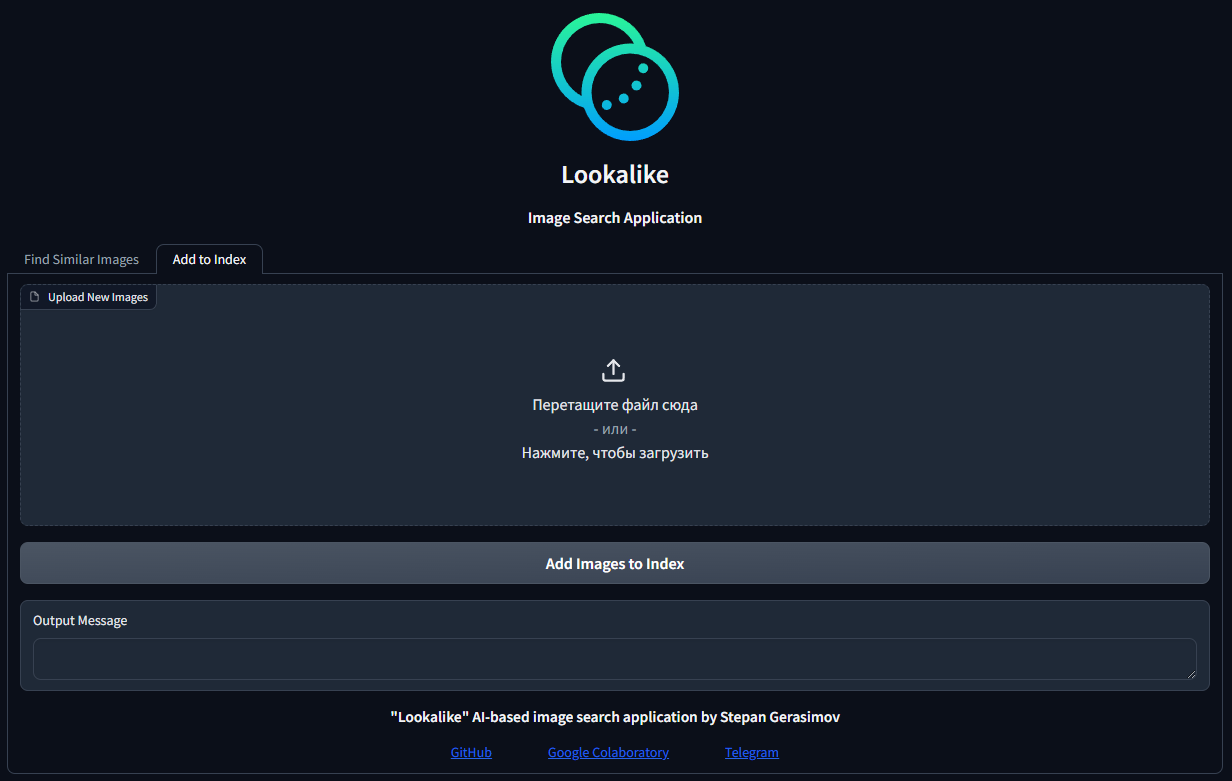 Lookalike
Image Search Application
Find Similar Images
Add to Index
Upload New Images
Перетащите файл сюда
- или -
Нажмите, чтобы загрузить
Add Images to Index
Output Message
"Lookalike" AI-based image search application by Stepan Gerasimov
GitHub
Google Colaboratory
Telegram